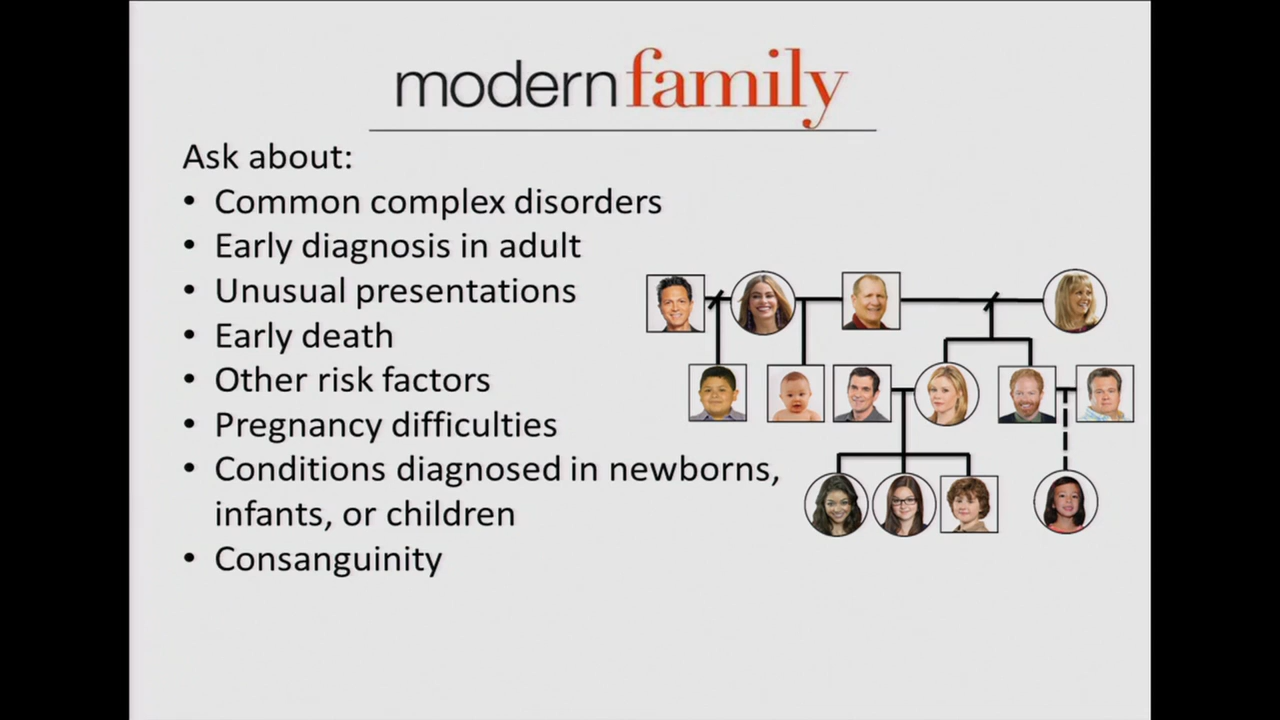 modernfamily
Ask about:
• Common complex disorders
• Early diagnosis in adult
• Unusual presentations
• Early death
• Other risk factors
• Pregnancy difficulties
• Conditions diagnosed in newborns,
infants, or children
• Consanguinity